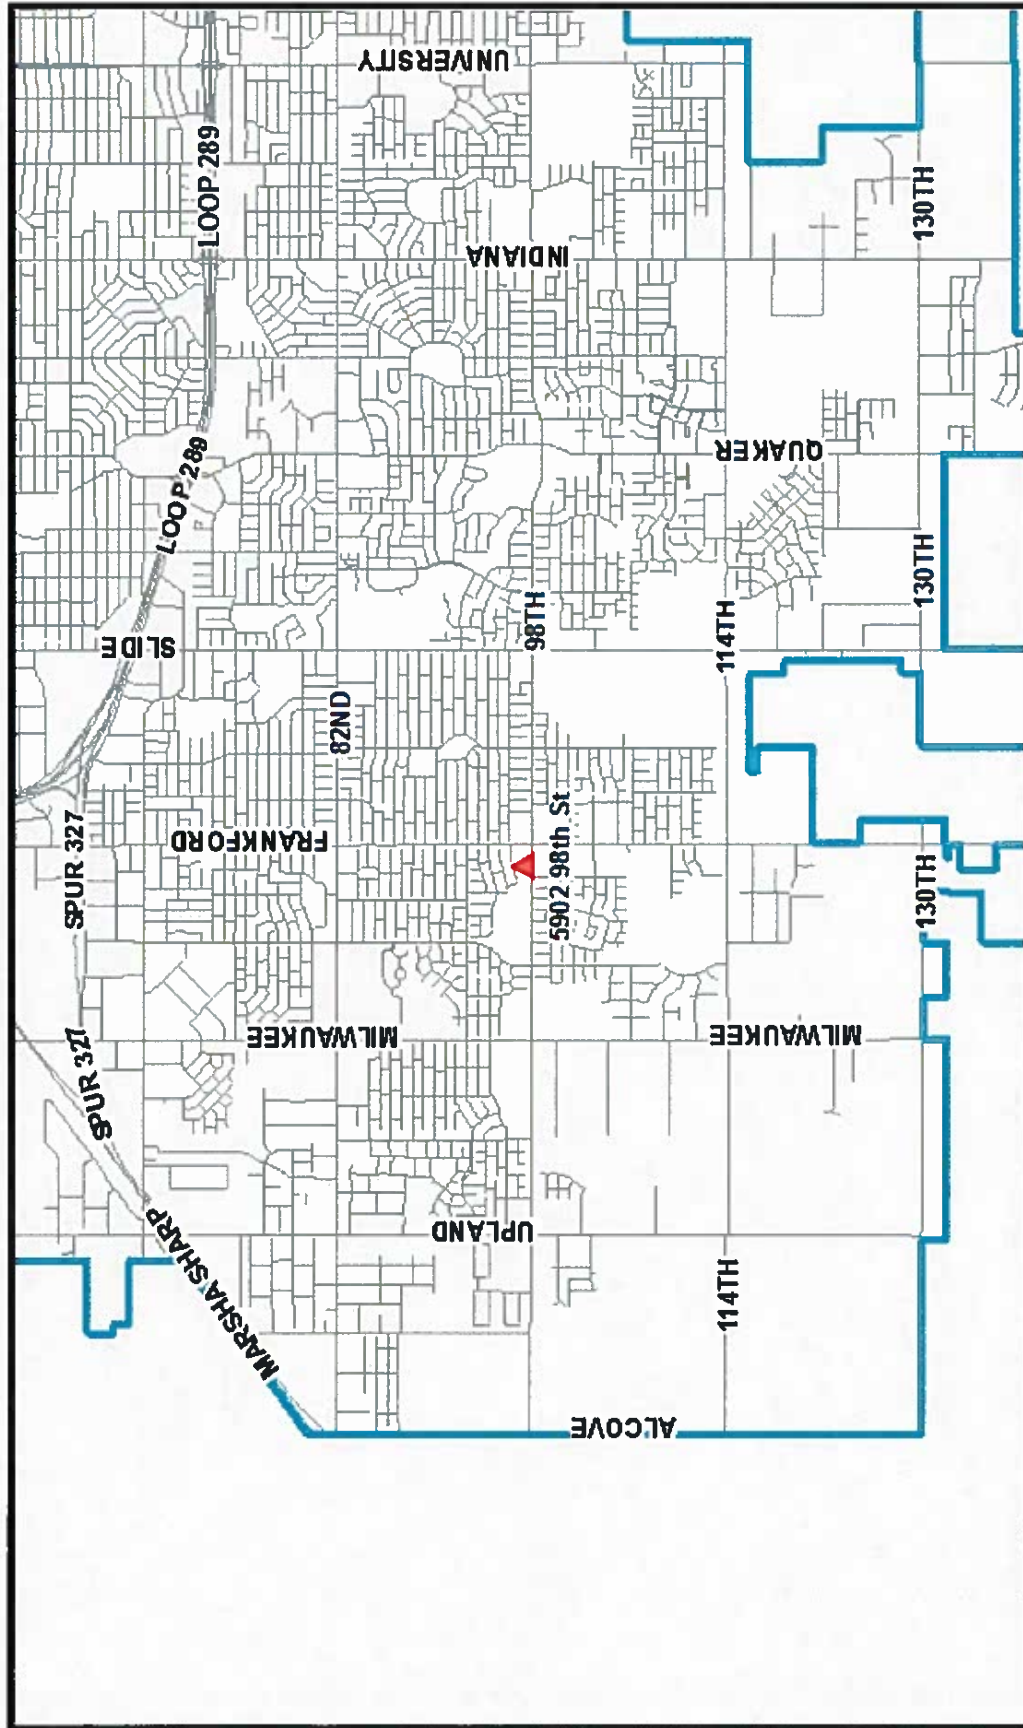 UNIVERSITY
LOOP 289
130TH
INDIANA
LOOP 289
QUAKER
130TH
SLIDE
98TH
114TH
82ND
SPUR 327
FRANKFORD
5902 98th St
130TH
SPUR 327
MILWAUKEE
MILWAUKEE
MARSHA SHARP
UPLAND
114TH
ALCOVE